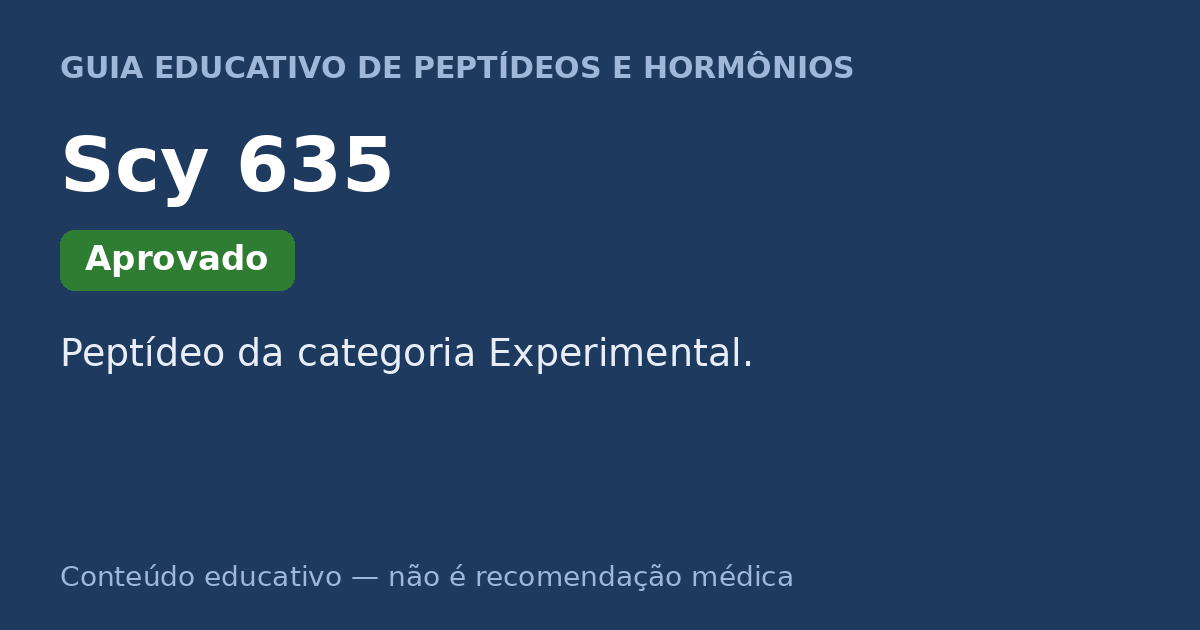 GUIA EDUCATIVO DE PEPTÍDEOS E HORMÔNIOS
Scy 635
Aprovado
Peptídeo da categoria Experimental.
Conteúdo educativo — não é recomendação médica